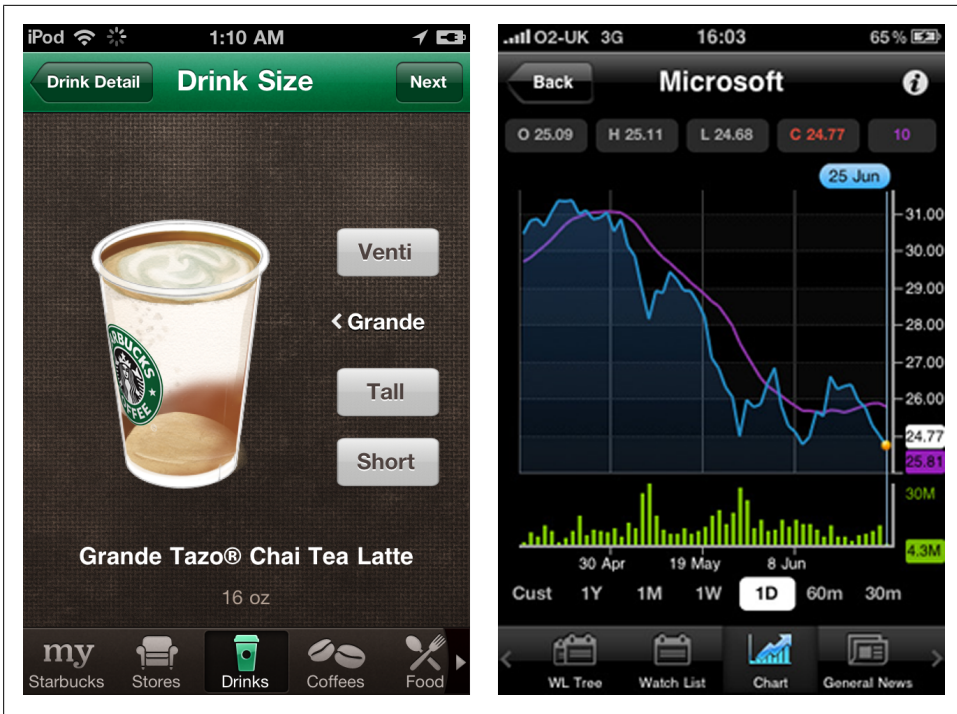 iPod 1:10 AM
Drink Detail Drink Size Next
Venti
Grande
Tall
Short
STARBUCKS COFFEE
Grande Tazo® Chai Tea Latte
16 oz
my Starbucks Stores Drinks Coffees Food
O2-UK 3G 16:03 65%
Back Microsoft i
O 25.09 H 25.11 L 24.68 C 24.77 10
25 Jun
31.00
30.00
29.00
28.00
27.00
26.00
24.77
25.81
30M
4.3M
30 Apr 19 May 8 Jun
Cust 1Y 1M 1W 1D 60m 30m
WL Tree Watch List Chart General News